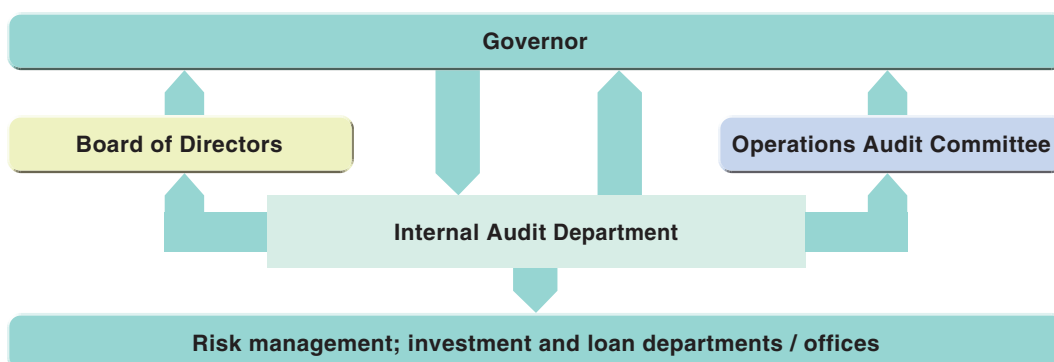 Governor
Board of Directors
Operations Audit Committee
Internal Audit Department
Risk management; investment and loan departments / offices